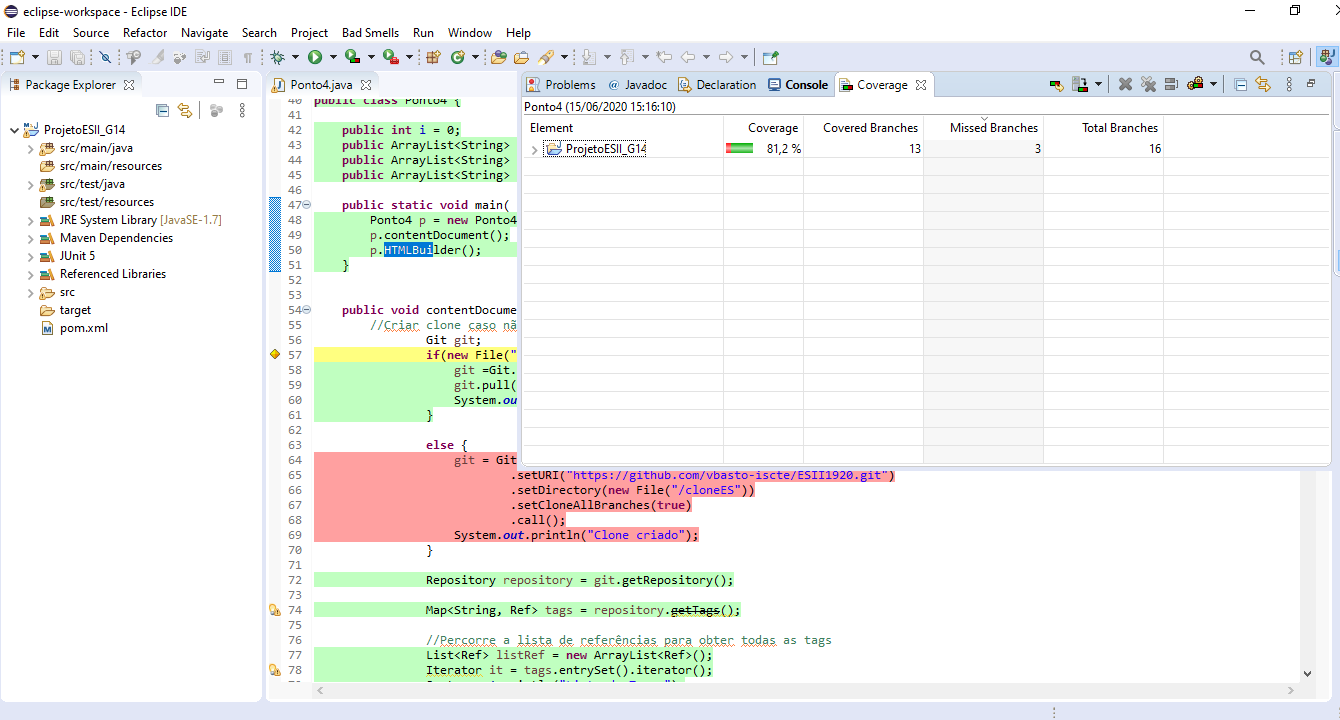 eclipse-workspace - Eclipse IDE
File Edit Source Refactor Navigate Search Project Bad Smells Run Window Help
Package Explorer
ProjetoESII_G14
src/main/java
src/main/resources
src/test/java
src/test/resources
JRE System Library [JavaSE-1.7]
Maven Dependencies
JUnit 5
Referenced Libraries
src
target
pom.xml
Ponto4.java
40 public class Ponto4 {
41
42 public int i = 0;
43 public ArrayList<String>
44 public ArrayList<String>
45 public ArrayList<String>
46
47 public static void main(
48 Ponto4 p = new Ponto4
49 p.contentDocument();
50 p.HTMLBuilder();
51 }
52
53
54 public void contentDocume
55 //Criar clone caso nã
56 Git git;
57 if(new File("
58 git =Git.
59 git.pull(
60 System.ou
61 }
62
63 else {
64 git = Git
65 .setURI("https://github.com/vbasto-iscte/ESII1920.git")
66 .setDirectory(new File("/cloneES"))
67 .setCloneAllBranches(true)
68 .call();
69 System.out.println("Clone criado");
70 }
71
72 Repository repository = git.getRepository();
73
74 Map<String, Ref> tags = repository.getTags();
75
76 //Percorre a lista de referências para obter todas as tags
77 List<Ref> listRef = new ArrayList<Ref>();
78 Iterator it = tags.entrySet().iterator();
Problems Javadoc Declaration Console Coverage
Ponto4 (15/06/2020 15:16:10)
Element Coverage Covered Branches Missed Branches Total Branches
ProjetoESII_G14 81,2 % 13 3 16